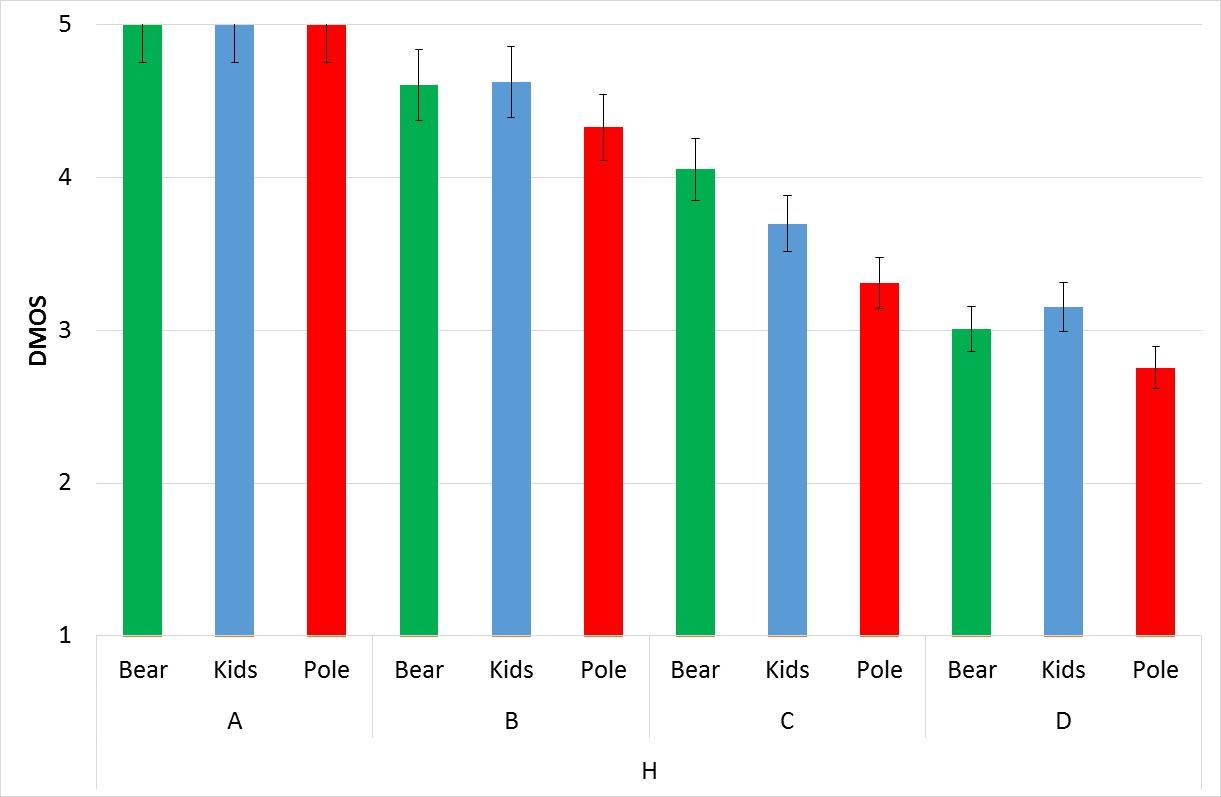 5
4
3
2
1
DMOS
Bear Kids Pole Bear Kids Pole Bear Kids Pole Bear Kids Pole
A B C D
H